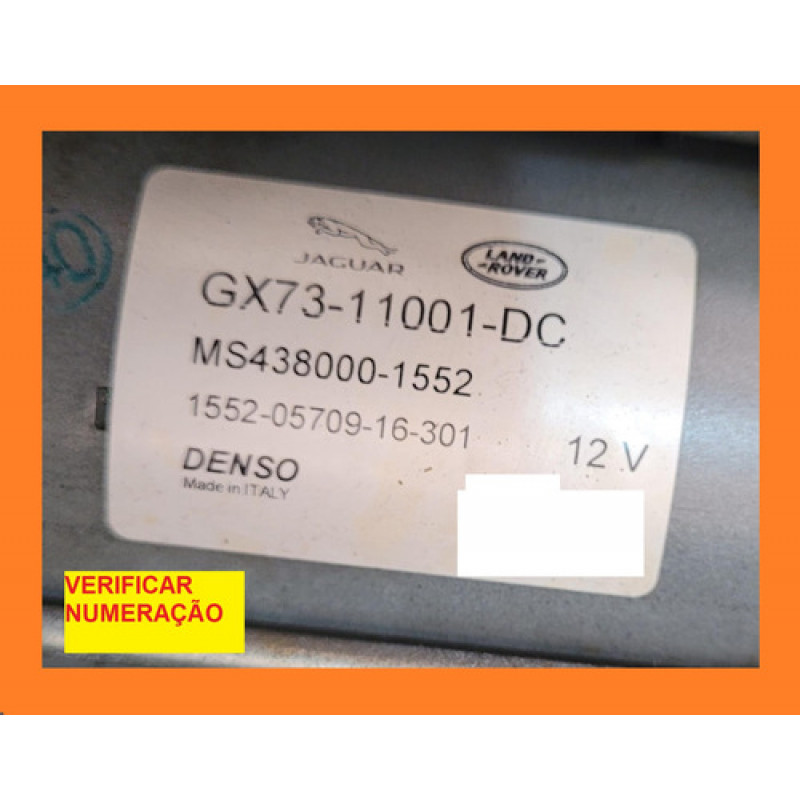 JAGUAR
LAND-
-ROVER
GX73-11001-DC
MS438000-1552
1552-05709-16-301
12 V
DENSO
Made in ITALY
VERIFICAR
NUMERAÇÃO